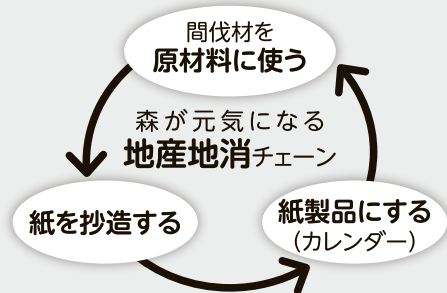 間伐材を
原材料に使う
森が元気になる
地産地消チェーン
紙を抄造する
紙製品にする
(カレンダー)